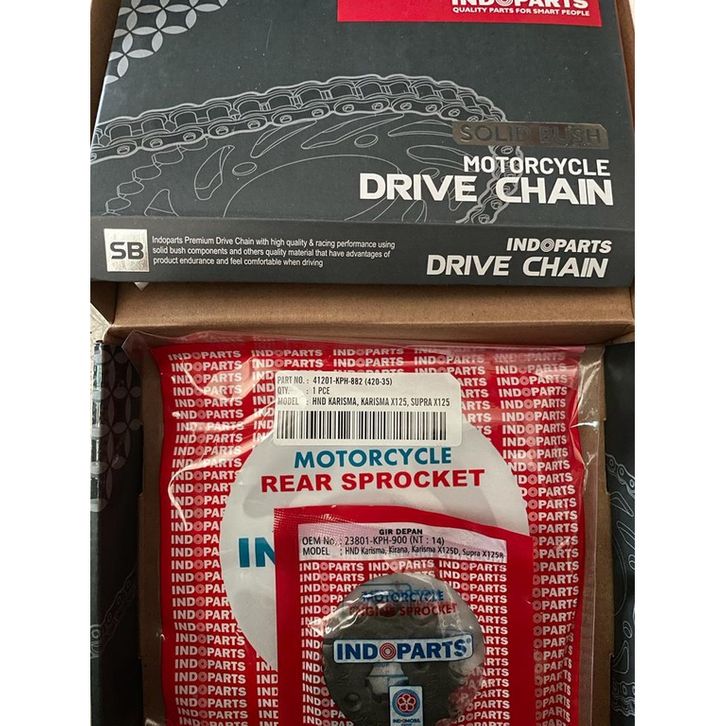 INDOPARTS
QUALITY PARTS FOR SMART PEOPLE
SOLID BUSH
MOTORCYCLE
DRIVE CHAIN
SB
Indoparts Premium Drive Chain with high quality & racing performance using
solid bush components and others quality material that have advantages of
product endurance and feel comfortable when driving
INDOPARTS
DRIVE CHAIN
INDOPARTS
PART NO. : 41201-KPH-882 (420-35)
QTY. : 1 PCE
MODEL : HND KARISMA, KARISMA X125, SUPRA X125
MOTORCYCLE
REAR SPROCKET
GIR DEPAN
OEM No. : 23801-KPH-900 (NT : 14)
MODEL : HND Karisma, Kirana, Karisma X125D, Supra X125R
MOTORCYCLE
ENGINE SPROCKET
INDOPARTS
INDOMOBIL